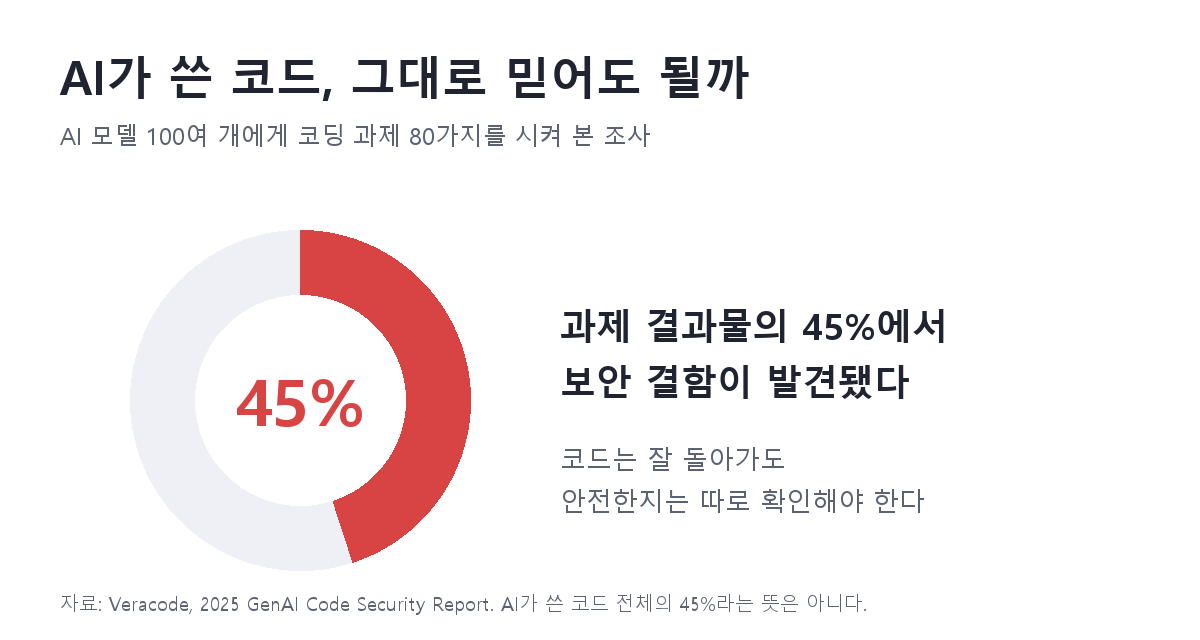 AI가 쓴 코드, 그대로 믿어도 될까
AI 모델 100여 개에게 코딩 과제 80가지를 시켜 본 조사
45%
과제 결과물의 45%에서
보안 결함이 발견됐다
코드는 잘 돌아가도
안전한지는 따로 확인해야 한다
자료: Veracode, 2025 GenAI Code Security Report. AI가 쓴 코드 전체의 45%라는 뜻은 아니다.